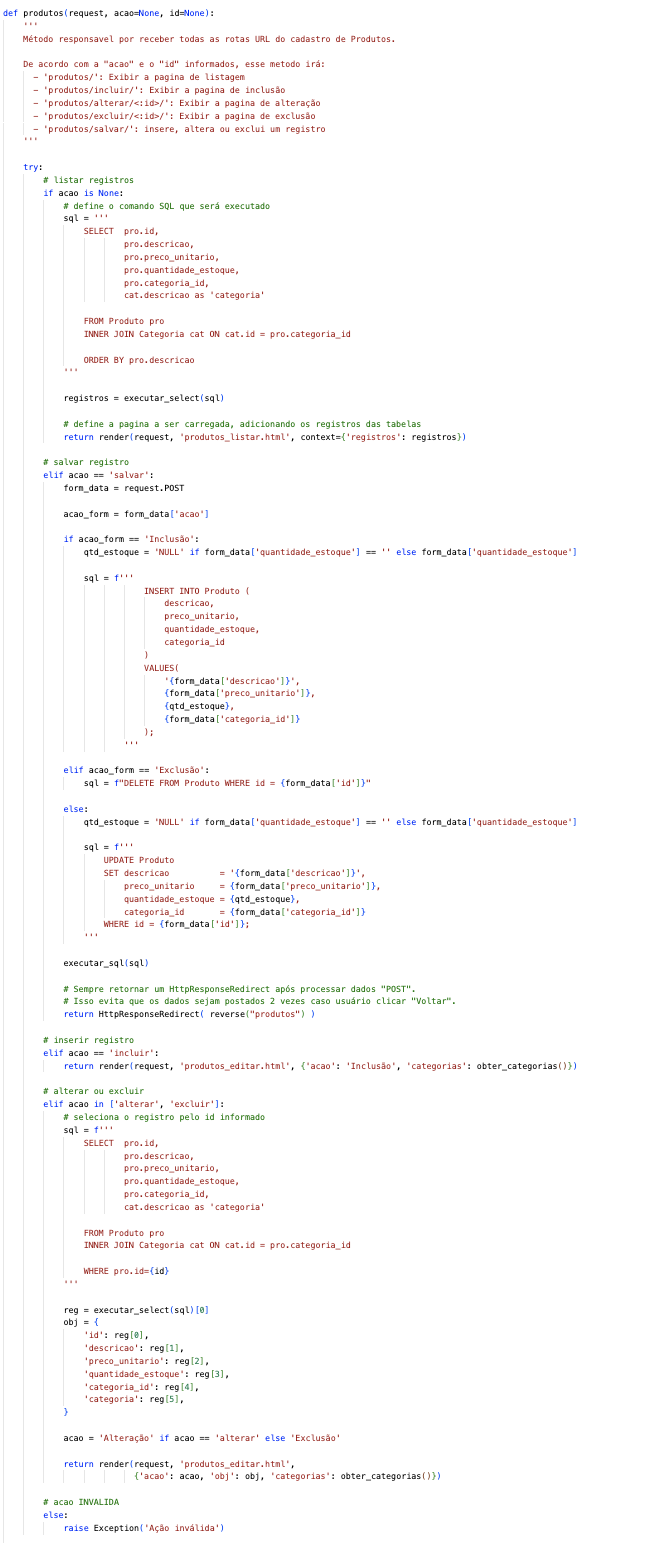 def produtos(request, acao=None, id=None):
'''
Método responsavel por receber todas as rotas URL do cadastro de Produtos.
De acordo com a "acao" e o "id" informados, esse metodo irá:
- 'produtos/': Exibir a pagina de listagem
- 'produtos/incluir/': Exibir a pagina de inclusão
- 'produtos/alterar/<:id>/': Exibir a pagina de alteração
- 'produtos/excluir/<:id>/': Exibir a pagina de exclusão
- 'produtos/salvar/': insere, altera ou exclui um registro
'''
try:
# listar registros
if acao is None:
# define o comando SQL que será executado
sql = '''
SELECT  pro.id,
pro.descricao,
pro.preco_unitario,
pro.quantidade_estoque,
pro.categoria_id,
cat.descricao as 'categoria'
FROM Produto pro
INNER JOIN Categoria cat ON cat.id = pro.categoria_id
ORDER BY pro.descricao
'''
registros = executar_select(sql)
# define a pagina a ser carregada, adicionando os registros das tabelas
return render(request, 'produtos_listar.html', context={'registros': registros})
# salvar registro
elif acao == 'salvar':
form_data = request.POST
acao_form = form_data['acao']
if acao_form == 'Inclusão':
qtd_estoque = 'NULL' if form_data['quantidade_estoque'] == '' else form_data['quantidade_estoque']
sql = f'''
INSERT INTO Produto (
descricao,
preco_unitario,
quantidade_estoque,
categoria_id
)
VALUES(
'{form_data['descricao']}',
{form_data['preco_unitario']},
{qtd_estoque},
{form_data['categoria_id']}
);
'''
elif acao_form == 'Exclusão':
sql = f"DELETE FROM Produto WHERE id = {form_data['id']}"
else:
qtd_estoque = 'NULL' if form_data['quantidade_estoque'] == '' else form_data['quantidade_estoque']
sql = f'''
UPDATE Produto
SET descricao          = '{form_data['descricao']}',
preco_unitario     = {form_data['preco_unitario']},
quantidade_estoque = {qtd_estoque},
categoria_id       = {form_data['categoria_id']}
WHERE id = {form_data['id']};
'''
executar_sql(sql)
# Sempre retornar um HttpResponseRedirect após processar dados "POST".
# Isso evita que os dados sejam postados 2 vezes caso usuário clicar "Voltar".
return HttpResponseRedirect( reverse("produtos") )
# inserir registro
elif acao == 'incluir':
return render(request, 'produtos_editar.html', {'acao': 'Inclusão', 'categorias': obter_categorias()})
# alterar ou excluir
elif acao in ['alterar', 'excluir']:
# seleciona o registro pelo id informado
sql = f'''
SELECT  pro.id,
pro.descricao,
pro.preco_unitario,
pro.quantidade_estoque,
pro.categoria_id,
cat.descricao as 'categoria'
FROM Produto pro
INNER JOIN Categoria cat ON cat.id = pro.categoria_id
WHERE pro.id={id}
'''
reg = executar_select(sql)[0]
obj = {
'id': reg[0],
'descricao': reg[1],
'preco_unitario': reg[2],
'quantidade_estoque': reg[3],
'categoria_id': reg[4],
'categoria': reg[5],
}
acao = 'Alteração' if acao == 'alterar' else 'Exclusão'
return render(request, 'produtos_editar.html',
{'acao': acao, 'obj': obj, 'categorias': obter_categorias()})
# acao INVALIDA
else:
raise Exception('Ação inválida')